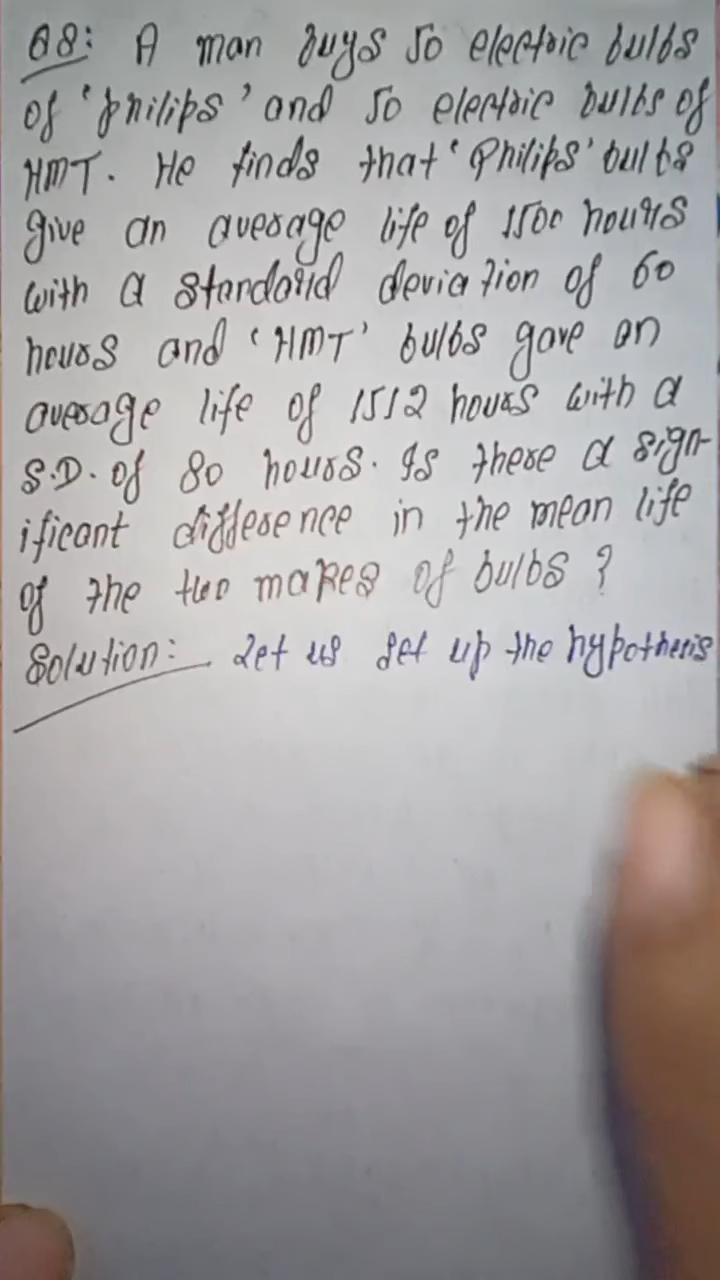 Q8: A man buys 50 electric bulbs
of 'philips' and 50 electric bulbs of
HMT. He finds that 'Philips' bulbs
give an average life of 1500 hours
with a standard deviation of 60
hours and 'HMT' bulbs gave an
average life of 1512 hours with a
S.D. of 80 hours. Is there a sign-
ificant difference in the mean life
of the two makes of bulbs ?
Solution:- Let us set up the hypothesis